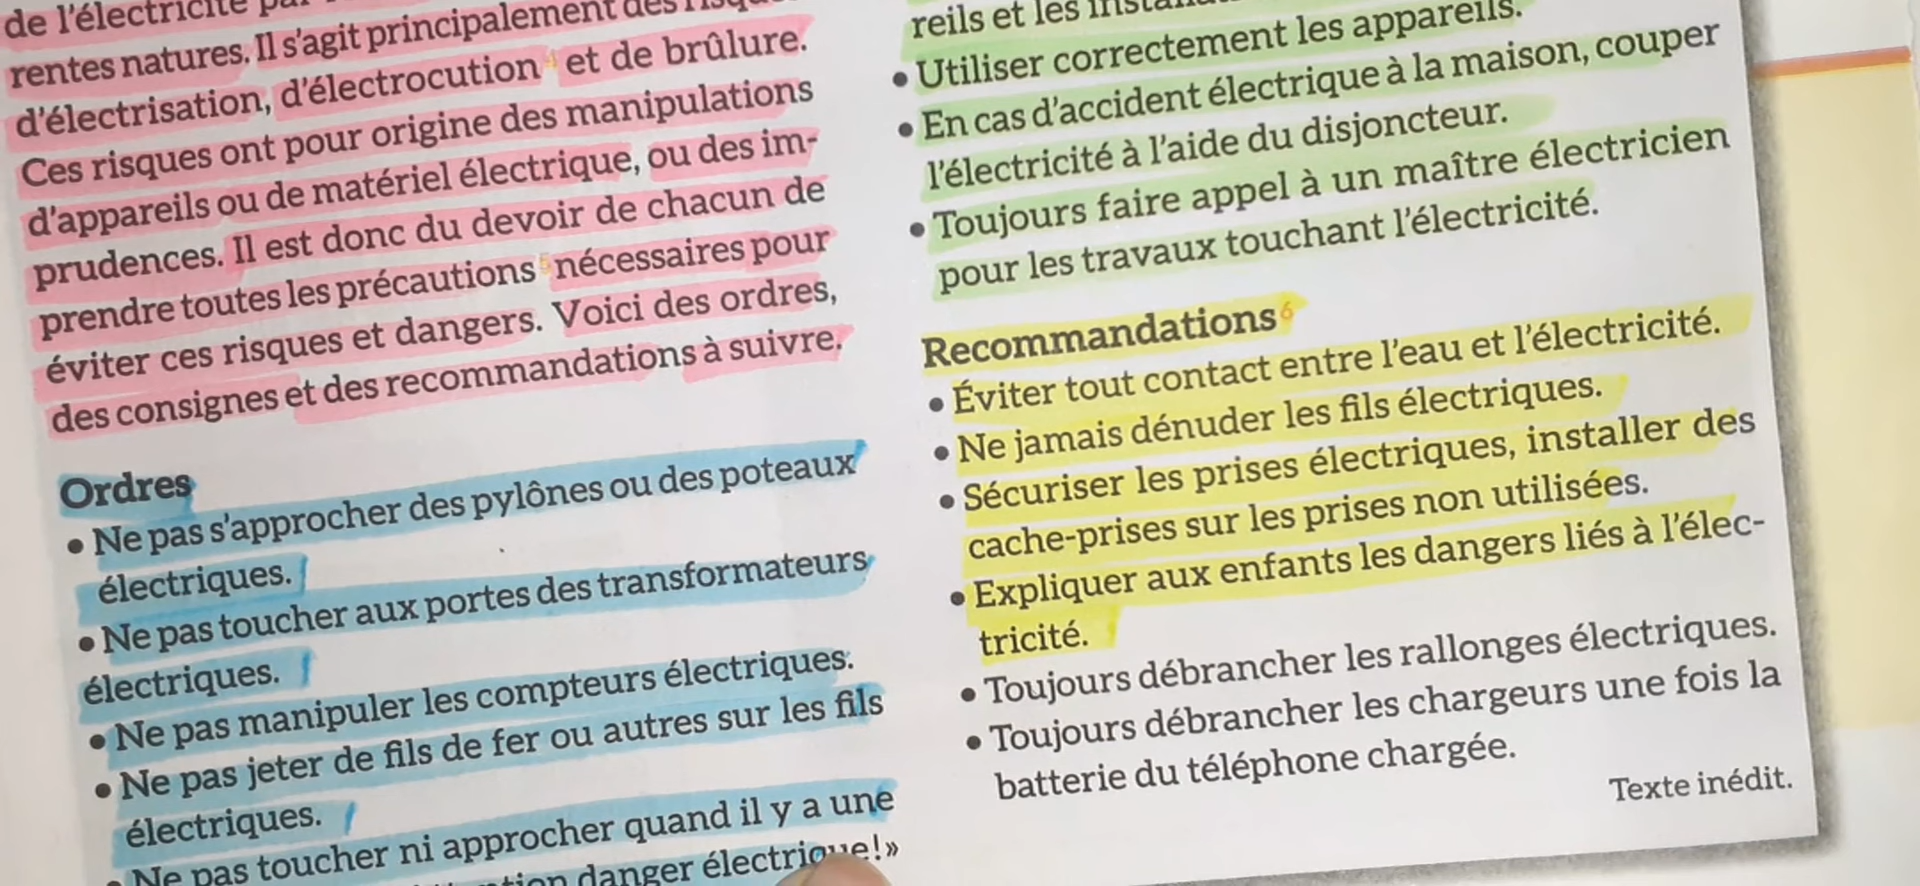 de l'électricité
rentes natures. Il s'agit principalement des
d'électrisation, d'électrocution et de brûlure.
Ces risques ont pour origine des manipulations
d'appareils ou de matériel électrique, ou des im-
prudences. Il est donc du devoir de chacun de
prendre toutes les précautions nécessaires pour
éviter ces risques et dangers. Voici des ordres,
des consignes et des recommandations à suivre.
Ordres
• Ne pas s'approcher des pylônes ou des poteaux
électriques.
• Ne pas toucher aux portes des transformateurs
électriques.
• Ne pas manipuler les compteurs électriques.
• Ne pas jeter de fils de fer ou autres sur les fils
électriques.
• Ne pas toucher ni approcher quand il y a une
danger électrique!»
reils et les
• Utiliser correctement les appareils.
• En cas d'accident électrique à la maison, couper
l'électricité à l'aide du disjoncteur.
• Toujours faire appel à un maître électricien
pour les travaux touchant l'électricité.
Recommandations 6
• Éviter tout contact entre l'eau et l'électricité.
• Ne jamais dénuder les fils électriques.
• Sécuriser les prises électriques, installer des
cache-prises sur les prises non utilisées.
• Expliquer aux enfants les dangers liés à l'élec-
tricité.
• Toujours débrancher les rallonges électriques.
• Toujours débrancher les chargeurs une fois la
batterie du téléphone chargée.
Texte inédit.